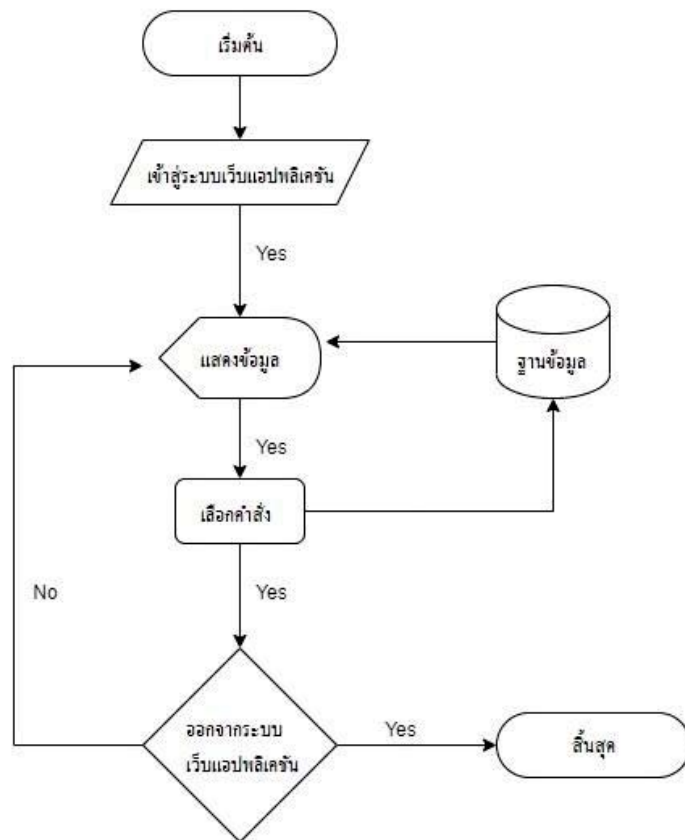 เริ่มต้น
เข้าสู่ระบบเว็บแอปพลิเคชัน
Yes
แสดงข้อมูล
ฐานข้อมูล
Yes
เลือกคำสั่ง
No
Yes
ออกจากระบบ
เว็บแอปพลิเคชัน
Yes
สิ้นสุด